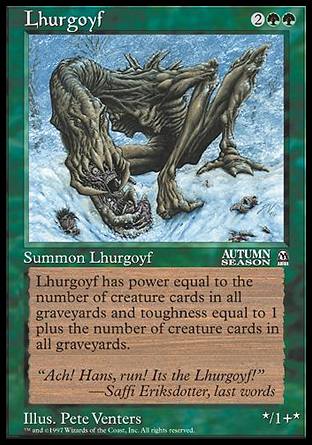 Lhurgoyf 2
Summon Lhurgoyf AUTUMN
SEASON
Lhurgoyf has power equal to the
number of creature cards in all
graveyards and toughness equal to 1
plus the number of creature cards in
all graveyards.
"Ach! Hans, run! Its the Lhurgoyf!"
—Saffi Eriksdotter, last words
Illus. Pete Venters */1+*
™ and ©1997 Wizards of the Coast, Inc. All rights reserved.